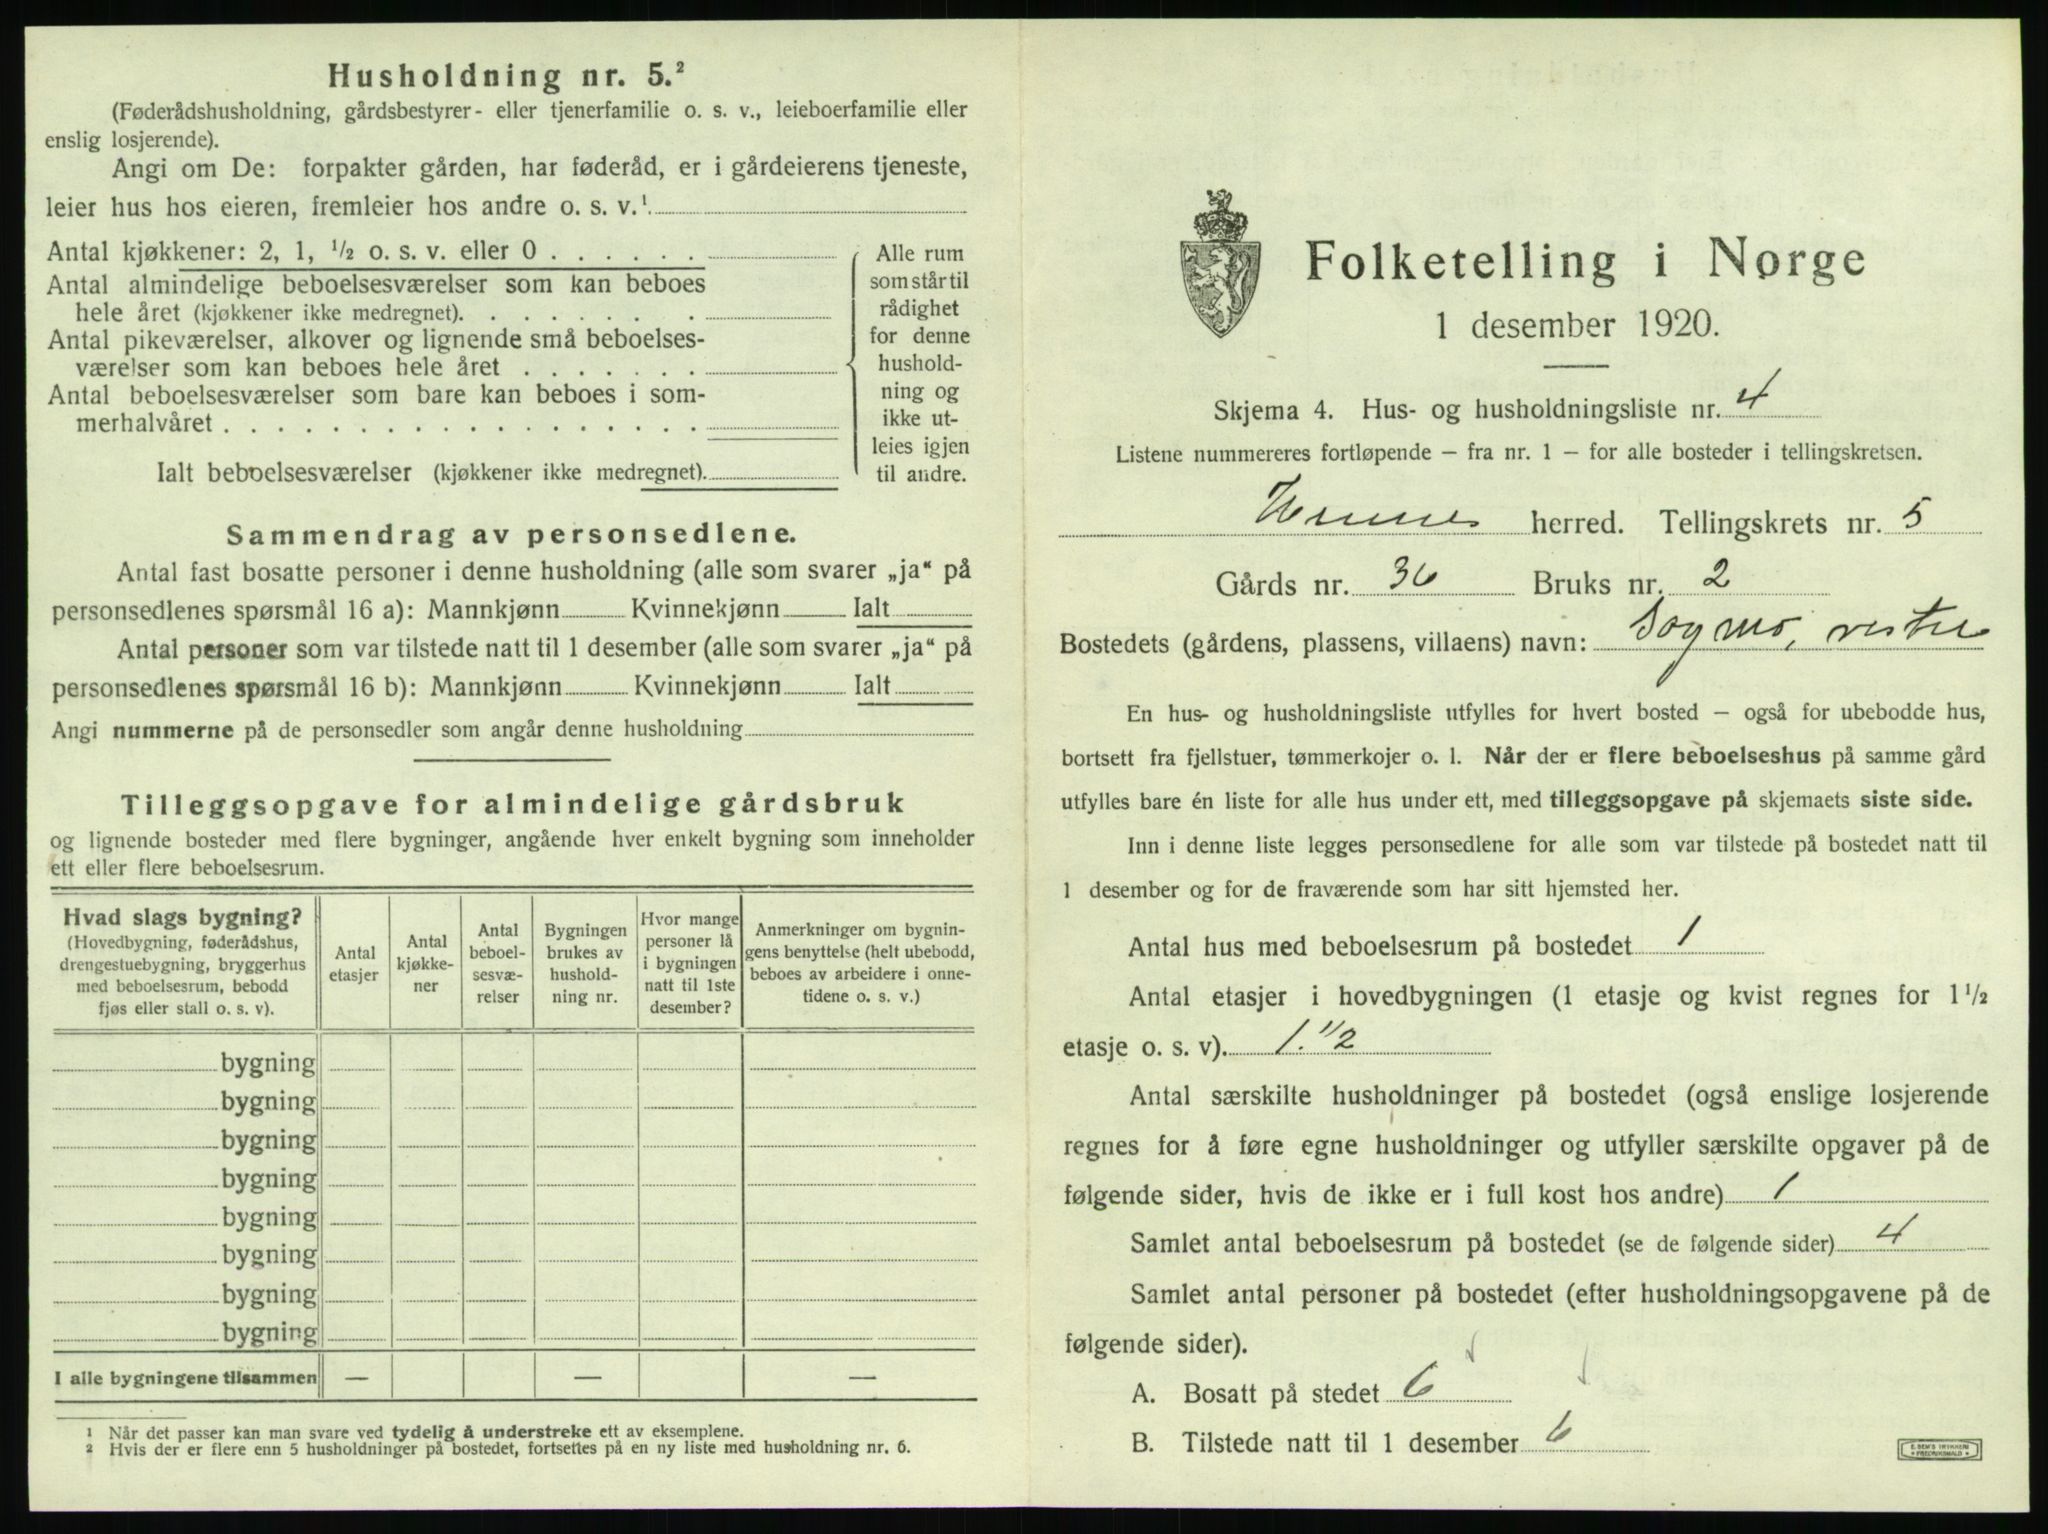 Husholdning nr. 5.²
(Føderådshusholdning, gårdsbestyrer- eller tjenerfamilie o. s. v., leieboerfamilie eller
enslig losjerende).
Angi om De: forpakter gården, har føderåd, er i gårdeierens tjeneste,
leier hus hos eieren, fremleier hos andre o. s. v.¹
Antal kjøkkener: 2, 1, ½ o. s. v. eller 0 . . . . . .
Antal almindelige beboelsesværelser som kan beboes
hele året (kjøkkener ikke medregnet). . . . . . . .
Antal pikeværelser, alkover og lignende små beboelses-
værelser som kan beboes hele året . . . . . . .
Antal beboelsesværelser som bare kan beboes i som-
merhalvåret . . . . . . . . . . . . . . . . . .
Ialt beboelsesværelser (kjøkkener ikke medregnet).
Alle rum
som står til
rådighet
for denne
hushold-
ning og
ikke ut-
leies igjen
til andre.
Sammendrag av personsedlene.
Antal fast bosatte personer i denne husholdning (alle som svarer „ja“ på
personsedlenes spørsmål 16 a): Mannkjønn Kvinnekjønn Ialt
Antal personer som var tilstede natt til 1 desember (alle som svarer „ja“ på
personsedlenes spørsmål 16 b): Mannkjønn Kvinnekjønn Ialt
Angi nummerne på de personsedler som angår denne husholdning
Tilleggsopgave for almindelige gårdsbruk
og lignende bosteder med flere bygninger, angående hver enkelt bygning som inneholder
ett eller flere beboelsesrum.
Hvad slags bygning?
(Hovedbygning, føderådshus,
drengestuebygning, bryggerhus
med beboelsesrum, bebodd
fjøs eller stall o. s. v).
Antal
etasjer
Antal
kjøkke-
ner
Antal
beboel-
sesvæ-
relser
Bygningen
brukes av
hushold-
ning nr.
Hvor mange
personer lå
i bygningen
natt til 1ste
desember?
Anmerkninger om bygnin-
gens benyttelse (helt ubebodd,
beboes av arbeidere i onne-
tidene o. s. v.)
bygning
bygning
bygning
bygning
bygning
bygning
bygning
bygning
I alle bygningene tilsammen — — —
¹ Når det passer kan man svare ved tydelig å understreke ett av eksemplene.
² Hvis der er flere enn 5 husholdninger på bostedet, fortsettes på en ny liste med husholdning nr. 6.
Folketelling i Norge
1 desember 1920.
Skjema 4. Hus- og husholdningsliste nr. 4
Listene nummereres fortløpende – fra nr. 1 – for alle bosteder i tellingskretsen.
herred. Tellingskrets nr. 5
Gårds nr. 36 Bruks nr. 2
Bostedets (gårdens, plassens, villaens) navn: Sogmo, vestre
En hus- og husholdningsliste utfylles for hvert bosted – også for ubebodde hus,
bortsett fra fjellstuer, tømmerkojer o. l. Når der er flere beboelseshus på samme gård
utfylles bare én liste for alle hus under ett, med tilleggsopgave på skjemaets siste side.
Inn i denne liste legges personsedlene for alle som var tilstede på bostedet natt til
1 desember og for de fraværende som har sitt hjemsted her.
Antal hus med beboelsesrum på bostedet 1
Antal etasjer i hovedbygningen (1 etasje og kvist regnes for 1½
etasje o. s. v). 1.½
Antal særskilte husholdninger på bostedet (også enslige losjerende
regnes for å føre egne husholdninger og utfyller særskilte opgaver på de
følgende sider, hvis de ikke er i full kost hos andre) 1
Samlet antal beboelsesrum på bostedet (se de følgende sider) 4
Samlet antal personer på bostedet (efter husholdningsopgavene på de
følgende sider).
A. Bosatt på stedet 6
B. Tilstede natt til 1 desember 6
E. SEM'S TRYKKERI
FREDRIKSHALD